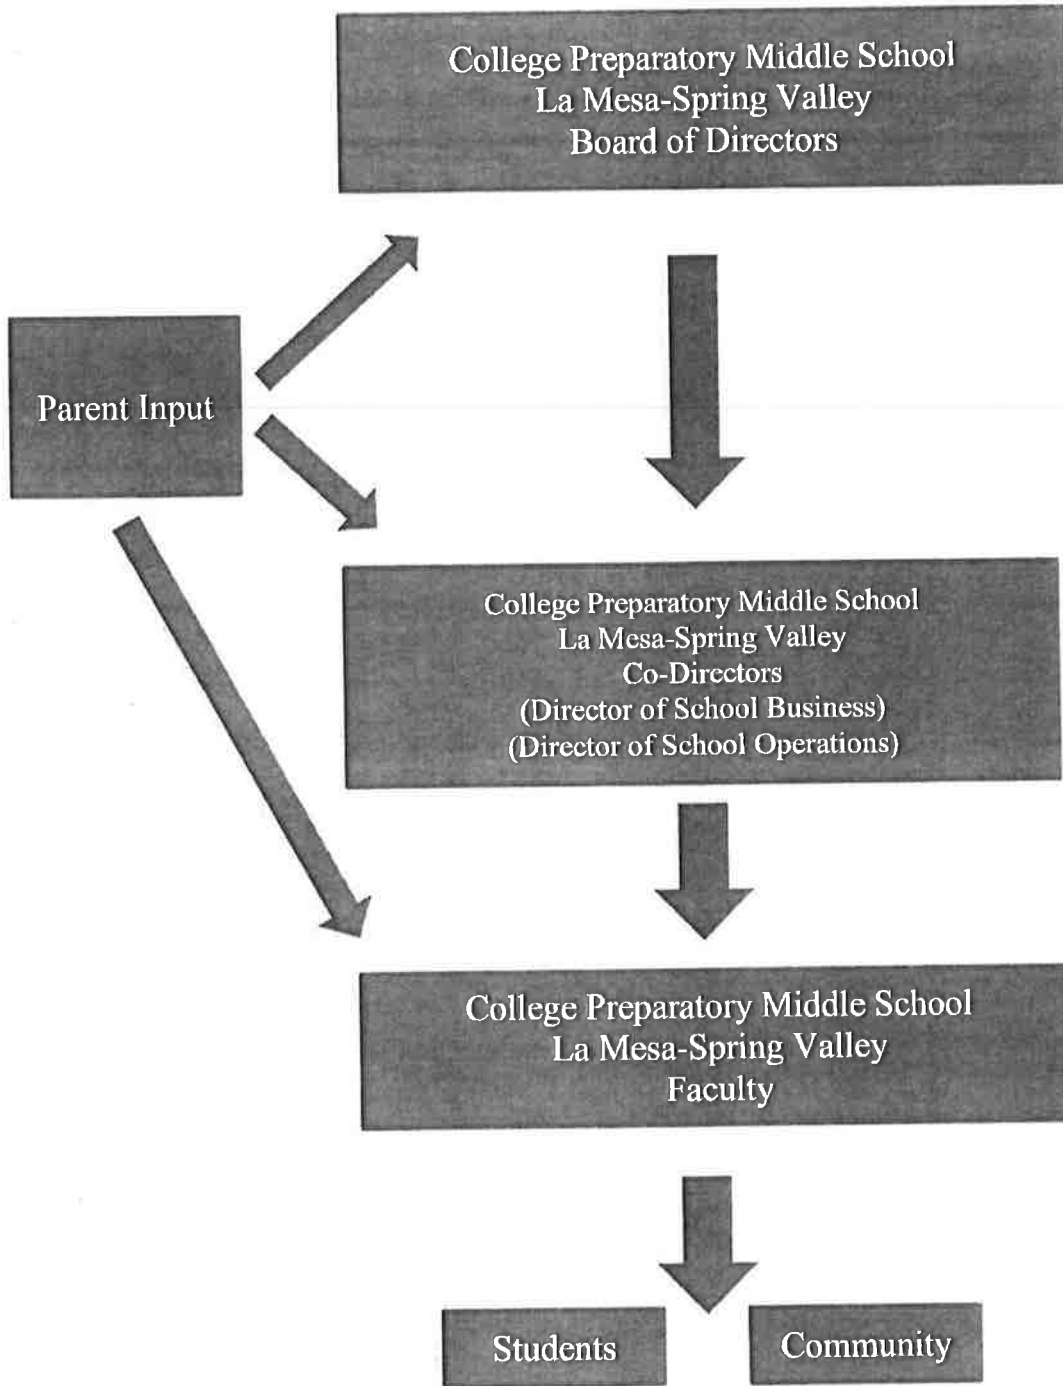 College Preparatory Middle School
La Mesa-Spring Valley
Board of Directors
Parent Input
College Preparatory Middle School
La Mesa-Spring Valley
Co-Directors
(Director of School Business)
(Director of School Operations)
College Preparatory Middle School
La Mesa-Spring Valley
Faculty
Students
Community